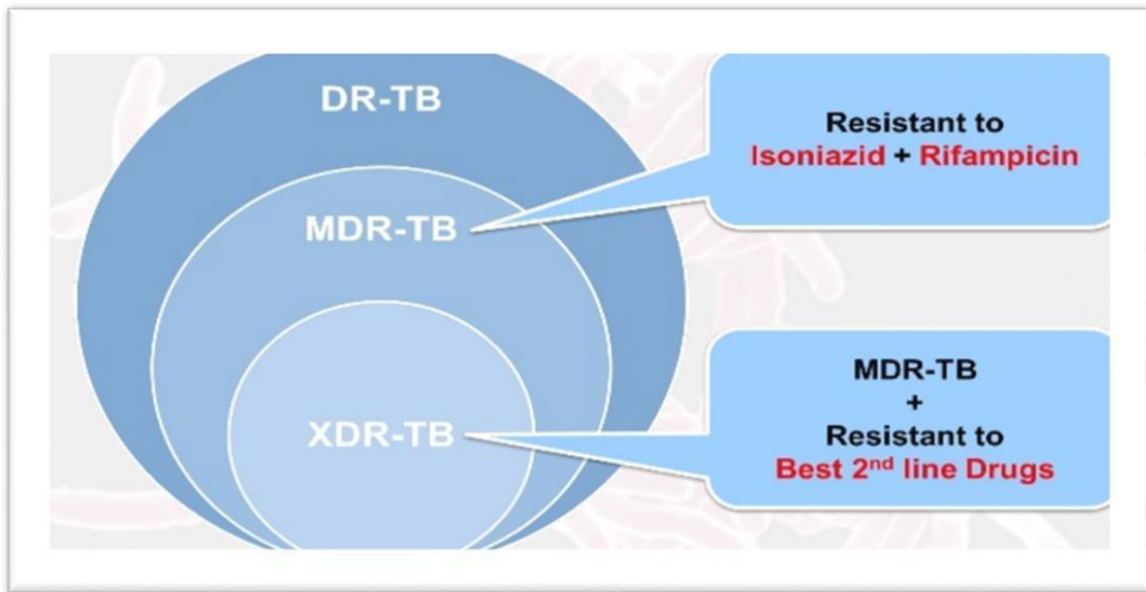 DR-TB
MDR-TB
XDR-TB
Resistant to
Isoniazid + Rifampicin
MDR-TB
+
Resistant to
Best 2nd line Drugs